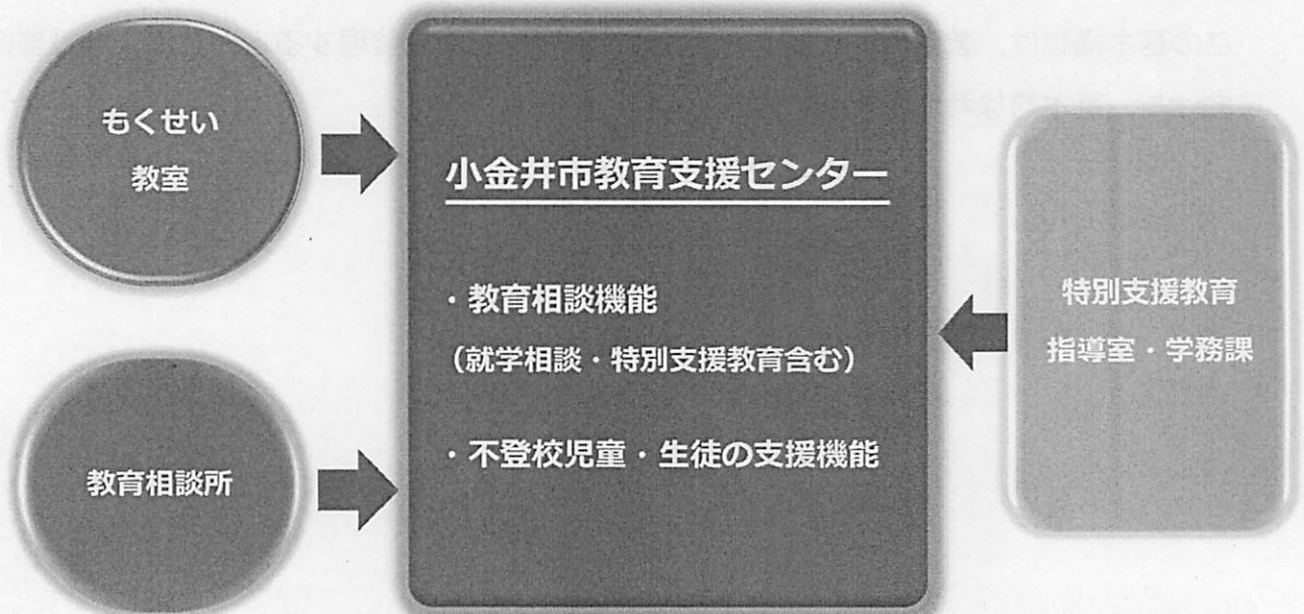 もくせい
教室
教育相談所
小金井市教育支援センター
・教育相談機能
（就学相談・特別支援教育含む）
・不登校児童・生徒の支援機能
特別支援教育
指導室・学務課